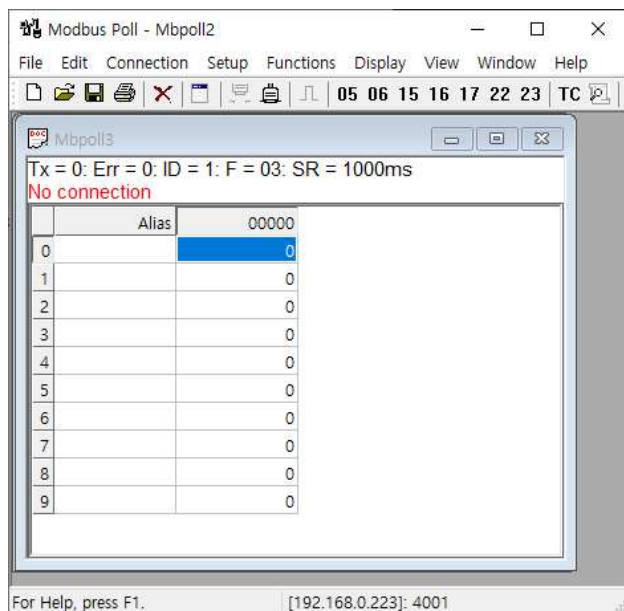 Modbus Poll - Mbpoll2
File Edit Connection Setup Functions Display View Window Help
05 06 15 16 17 22 23 TC
DOC Mbpoll3
Tx = 0: Err = 0: ID = 1: F = 03: SR = 1000ms
No connection
Alias 00000
0 0
1 0
2 0
3 0
4 0
5 0
6 0
7 0
8 0
9 0
For Help, press F1. [192.168.0.223]: 4001